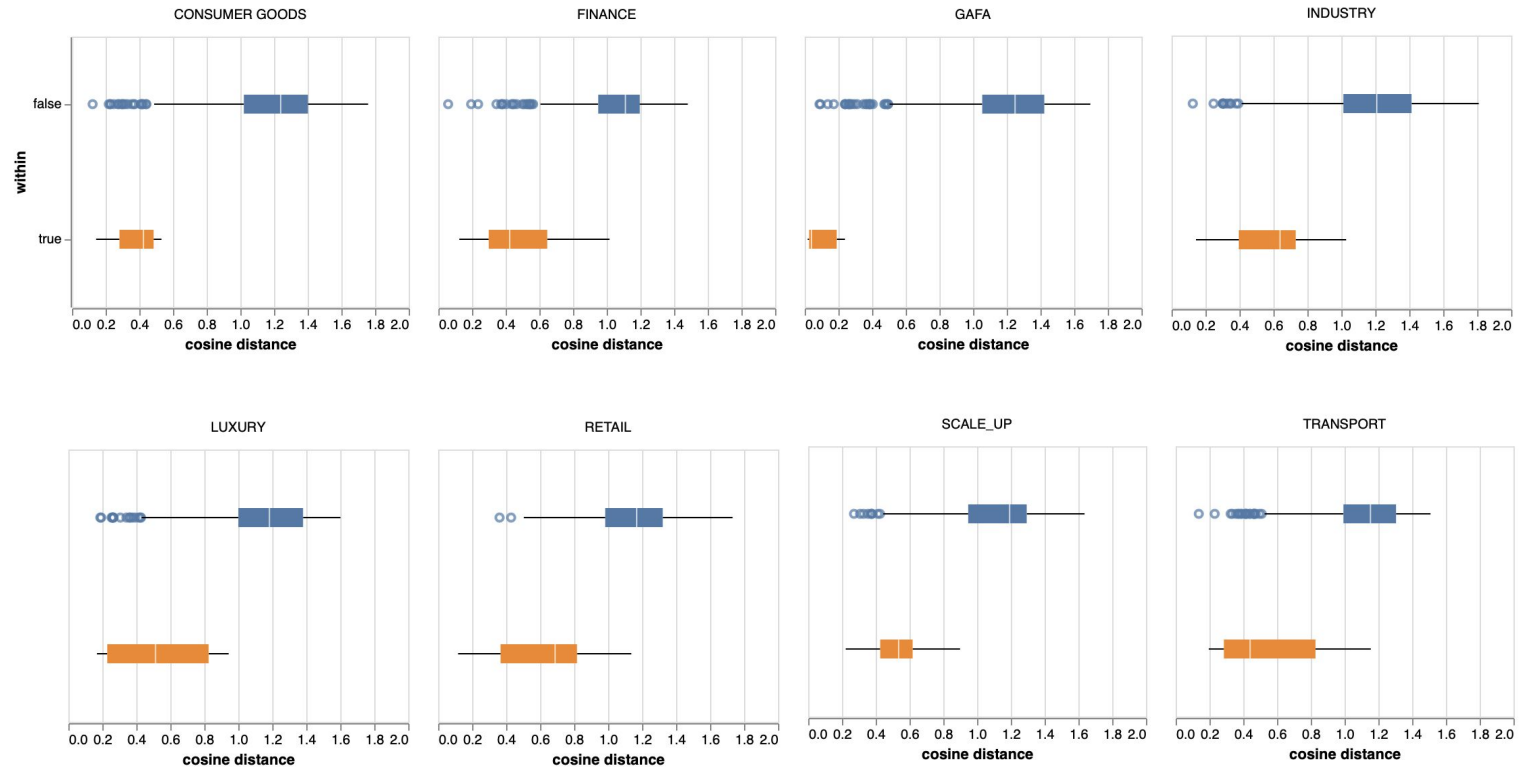 CONSUMER GOODS FINANCE GAFA INDUSTRY
false
within
true
0.0 0.2 0.4 0.6 0.8 1.0 1.2 1.4 1.6 1.8 2.0 0.0 0.2 0.4 0.6 0.8 1.0 1.2 1.4 1.6 1.8 2.0 0.0 0.2 0.4 0.6 0.8 1.0 1.2 1.4 1.6 1.8 2.0 0.0 0.2 0.4 0.6 0.8 1.0 1.2 1.4 1.6 1.8 2.0
cosine distance cosine distance cosine distance cosine distance
LUXURY RETAIL SCALE_UP TRANSPORT
0.0 0.2 0.4 0.6 0.8 1.0 1.2 1.4 1.6 1.8 2.0 0.0 0.2 0.4 0.6 0.8 1.0 1.2 1.4 1.6 1.8 2.0 0.0 0.2 0.4 0.6 0.8 1.0 1.2 1.4 1.6 1.8 2.0 0.0 0.2 0.4 0.6 0.8 1.0 1.2 1.4 1.6 1.8 2.0
cosine distance cosine distance cosine distance cosine distance